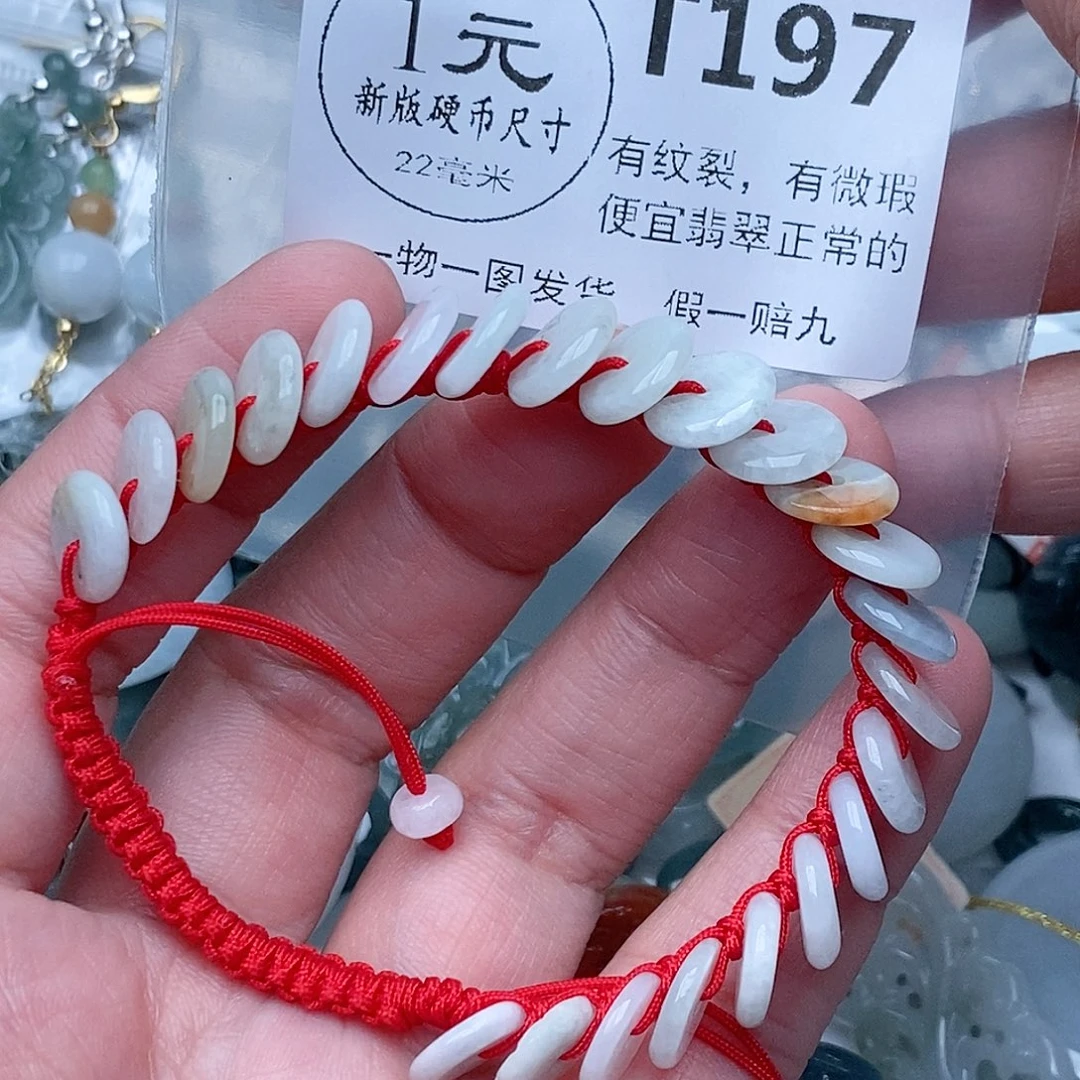 1元
新版硬币尺寸
22毫米
T197
有纹裂，有微瑕
便宜翡翠正常的
一物一图发货 假一赔九